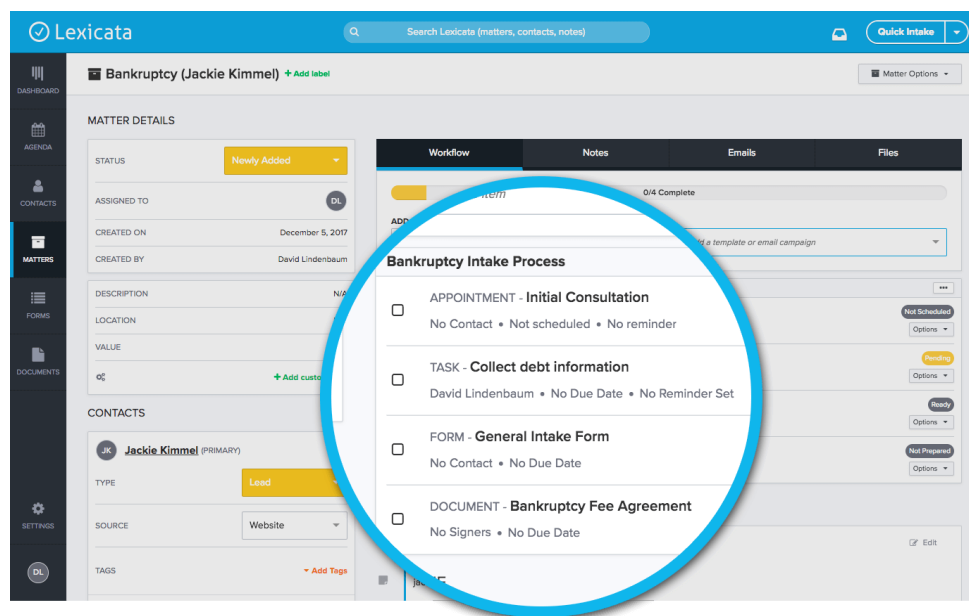 Lexicata
Search Lexicata (matters, contacts, notes)
Quick Intake
DASHBOARD
Bankruptcy (Jackie Kimmel) + Add label
Matter Options
AGENDA
MATTER DETAILS
STATUS
Newly Added
Workflow
Notes
Emails
Files
CONTACTS
ASSIGNED TO
DL
item
0/4 Complete
ADD
CREATED ON
December 5, 2017
a template or email campaign
MATTERS
CREATED BY
David Lindenbaum
Bankruptcy Intake Process
DESCRIPTION
N/A
APPOINTMENT - Initial Consultation
No Contact • Not scheduled • No reminder
Not Scheduled
Options
FORMS
LOCATION
VALUE
TASK - Collect debt information
David Lindenbaum • No Due Date • No Reminder Set
Pending
Options
DOCUMENTS
+ Add custo
CONTACTS
FORM - General Intake Form
No Contact • No Due Date
Ready
Options
JK
Jackie Kimmel (PRIMARY)
TYPE
Lead
DOCUMENT - Bankruptcy Fee Agreement
No Signers • No Due Date
Not Prepared
Options
SETTINGS
SOURCE
Website
Edit
DL
TAGS
Add Tags